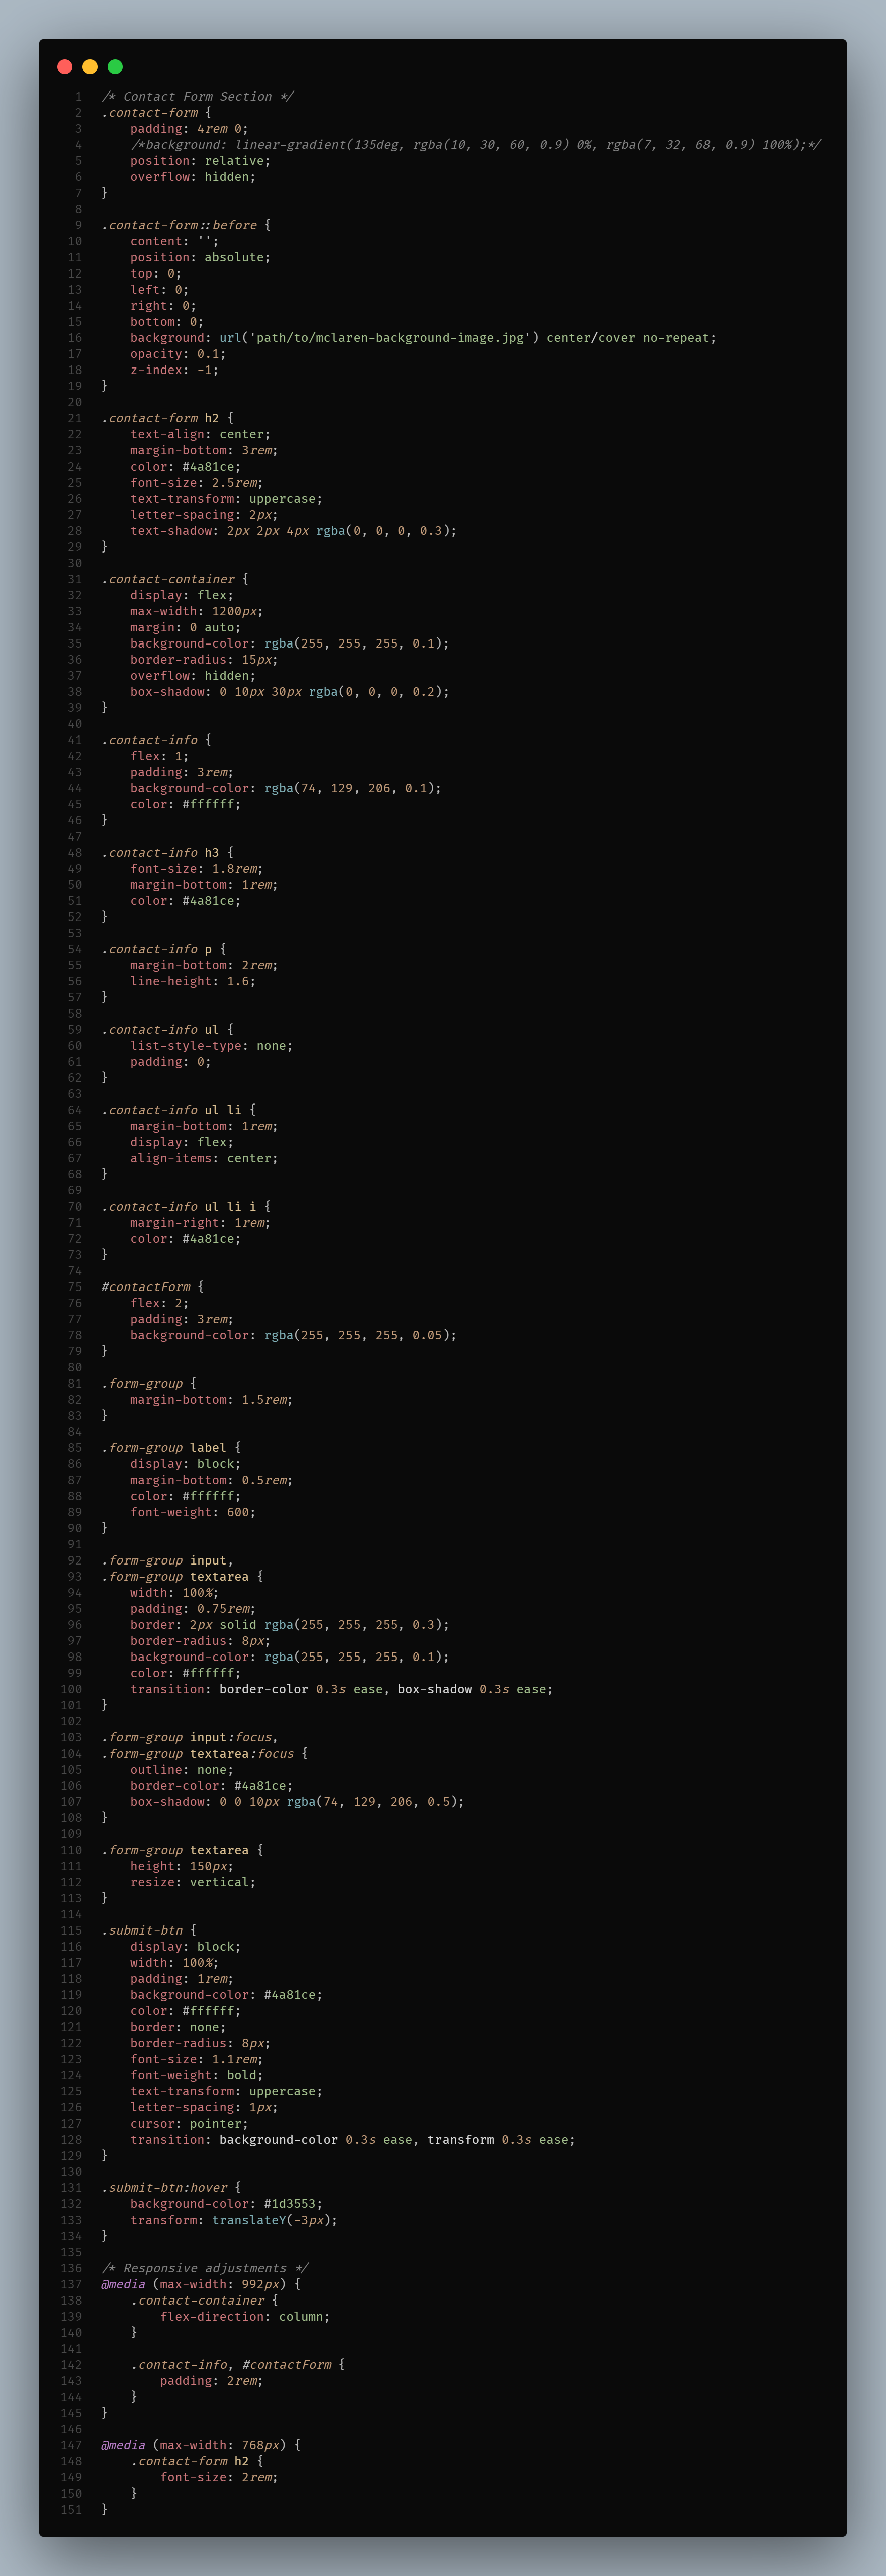 1 /* Contact Form Section */
2 .contact-form {
3     padding: 4rem 0;
4     /*background: linear-gradient(135deg, rgba(10, 30, 60, 0.9) 0%, rgba(7, 32, 68, 0.9) 100%);*/
5     position: relative;
6     overflow: hidden;
7 }
8
9 .contact-form::before {
10     content: '';
11     position: absolute;
12     top: 0;
13     left: 0;
14     right: 0;
15     bottom: 0;
16     background: url('path/to/mclaren-background-image.jpg') center/cover no-repeat;
17     opacity: 0.1;
18     z-index: -1;
19 }
20
21 .contact-form h2 {
22     text-align: center;
23     margin-bottom: 3rem;
24     color: #4a81ce;
25     font-size: 2.5rem;
26     text-transform: uppercase;
27     letter-spacing: 2px;
28     text-shadow: 2px 2px 4px rgba(0, 0, 0, 0.3);
29 }
30
31 .contact-container {
32     display: flex;
33     max-width: 1200px;
34     margin: 0 auto;
35     background-color: rgba(255, 255, 255, 0.1);
36     border-radius: 15px;
37     overflow: hidden;
38     box-shadow: 0 10px 30px rgba(0, 0, 0, 0.2);
39 }
40
41 .contact-info {
42     flex: 1;
43     padding: 3rem;
44     background-color: rgba(74, 129, 206, 0.1);
45     color: #ffffff;
46 }
47
48 .contact-info h3 {
49     font-size: 1.8rem;
50     margin-bottom: 1rem;
51     color: #4a81ce;
52 }
53
54 .contact-info p {
55     margin-bottom: 2rem;
56     line-height: 1.6;
57 }
58
59 .contact-info ul {
60     list-style-type: none;
61     padding: 0;
62 }
63
64 .contact-info ul li {
65     margin-bottom: 1rem;
66     display: flex;
67     align-items: center;
68 }
69
70 .contact-info ul li i {
71     margin-right: 1rem;
72     color: #4a81ce;
73 }
74
75 #contactForm {
76     flex: 2;
77     padding: 3rem;
78     background-color: rgba(255, 255, 255, 0.05);
79 }
80
81 .form-group {
82     margin-bottom: 1.5rem;
83 }
84
85 .form-group label {
86     display: block;
87     margin-bottom: 0.5rem;
88     color: #ffffff;
89     font-weight: 600;
90 }
91
92 .form-group input,
93 .form-group textarea {
94     width: 100%;
95     padding: 0.75rem;
96     border: 2px solid rgba(255, 255, 255, 0.3);
97     border-radius: 8px;
98     background-color: rgba(255, 255, 255, 0.1);
99     color: #ffffff;
100     transition: border-color 0.3s ease, box-shadow 0.3s ease;
101 }
102
103 .form-group input:focus,
104 .form-group textarea:focus {
105     outline: none;
106     border-color: #4a81ce;
107     box-shadow: 0 0 10px rgba(74, 129, 206, 0.5);
108 }
109
110 .form-group textarea {
111     height: 150px;
112     resize: vertical;
113 }
114
115 .submit-btn {
116     display: block;
117     width: 100%;
118     padding: 1rem;
119     background-color: #4a81ce;
120     color: #ffffff;
121     border: none;
122     border-radius: 8px;
123     font-size: 1.1rem;
124     font-weight: bold;
125     text-transform: uppercase;
126     letter-spacing: 1px;
127     cursor: pointer;
128     transition: background-color 0.3s ease, transform 0.3s ease;
129 }
130
131 .submit-btn:hover {
132     background-color: #1d3553;
133     transform: translateY(-3px);
134 }
135
136 /* Responsive adjustments */
137 @media (max-width: 992px) {
138     .contact-container {
139         flex-direction: column;
140     }
141
142     .contact-info, #contactForm {
143         padding: 2rem;
144     }
145 }
146
147 @media (max-width: 768px) {
148     .contact-form h2 {
149         font-size: 2rem;
150     }
151 }